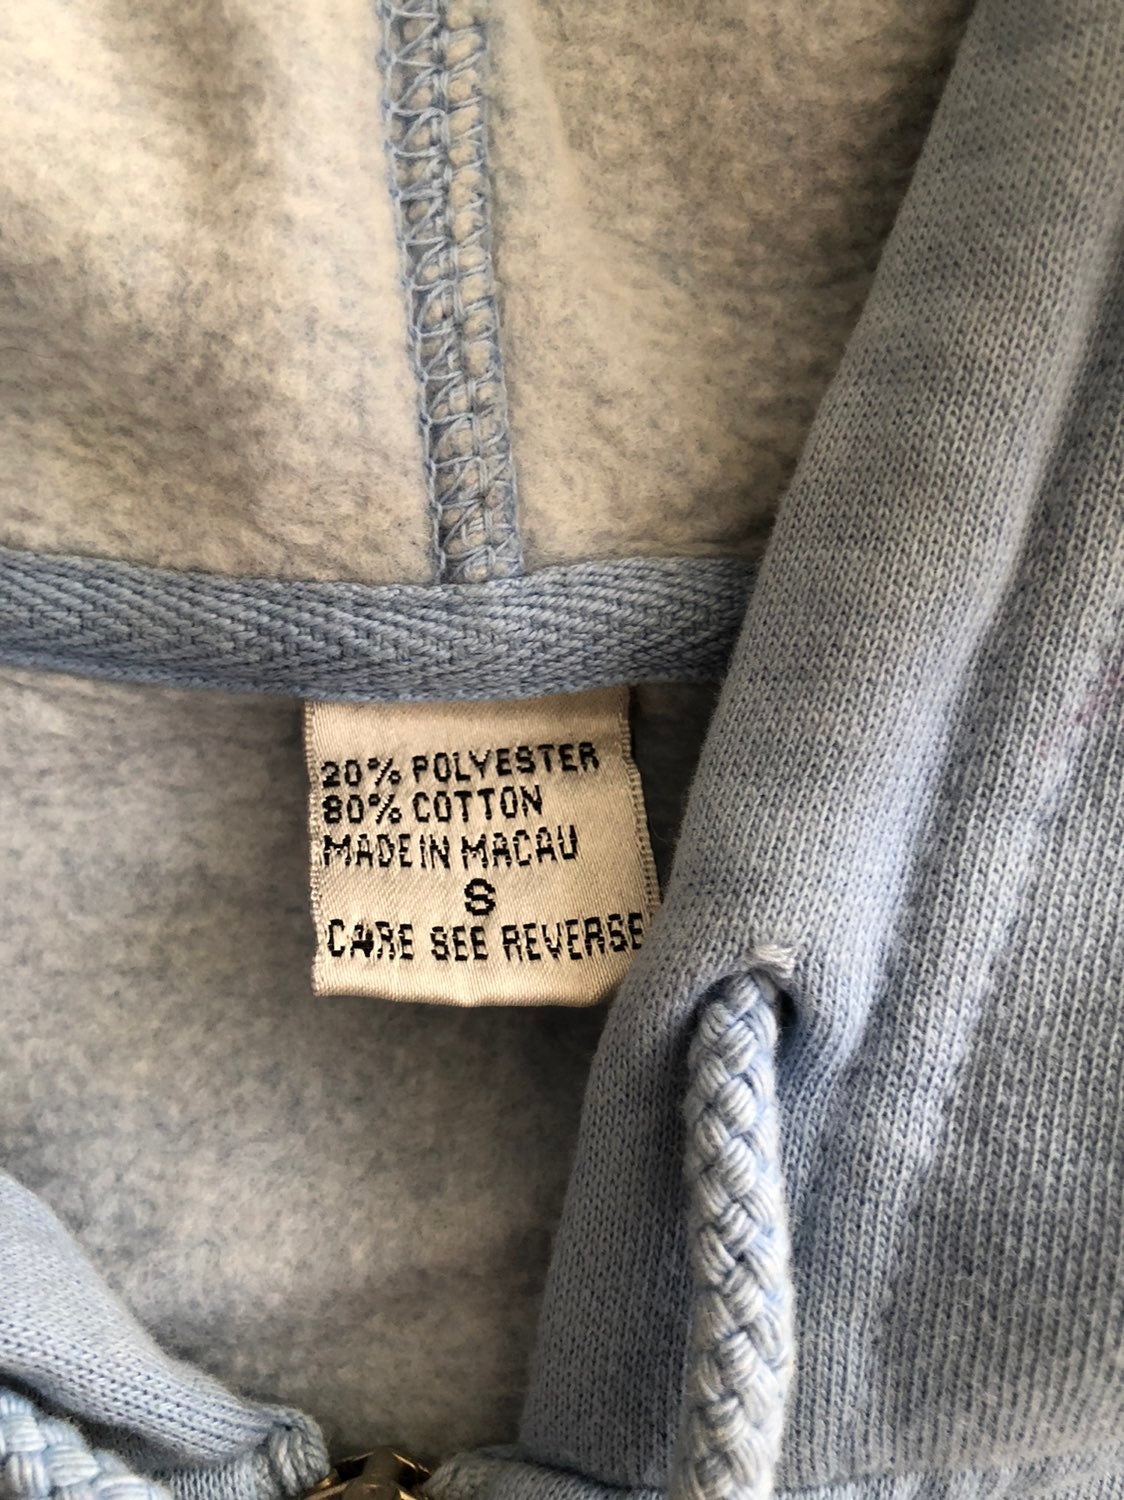 20% POLYESTER
80% COTTON
MADE IN MACAU
S
CARE SEE REVERSE